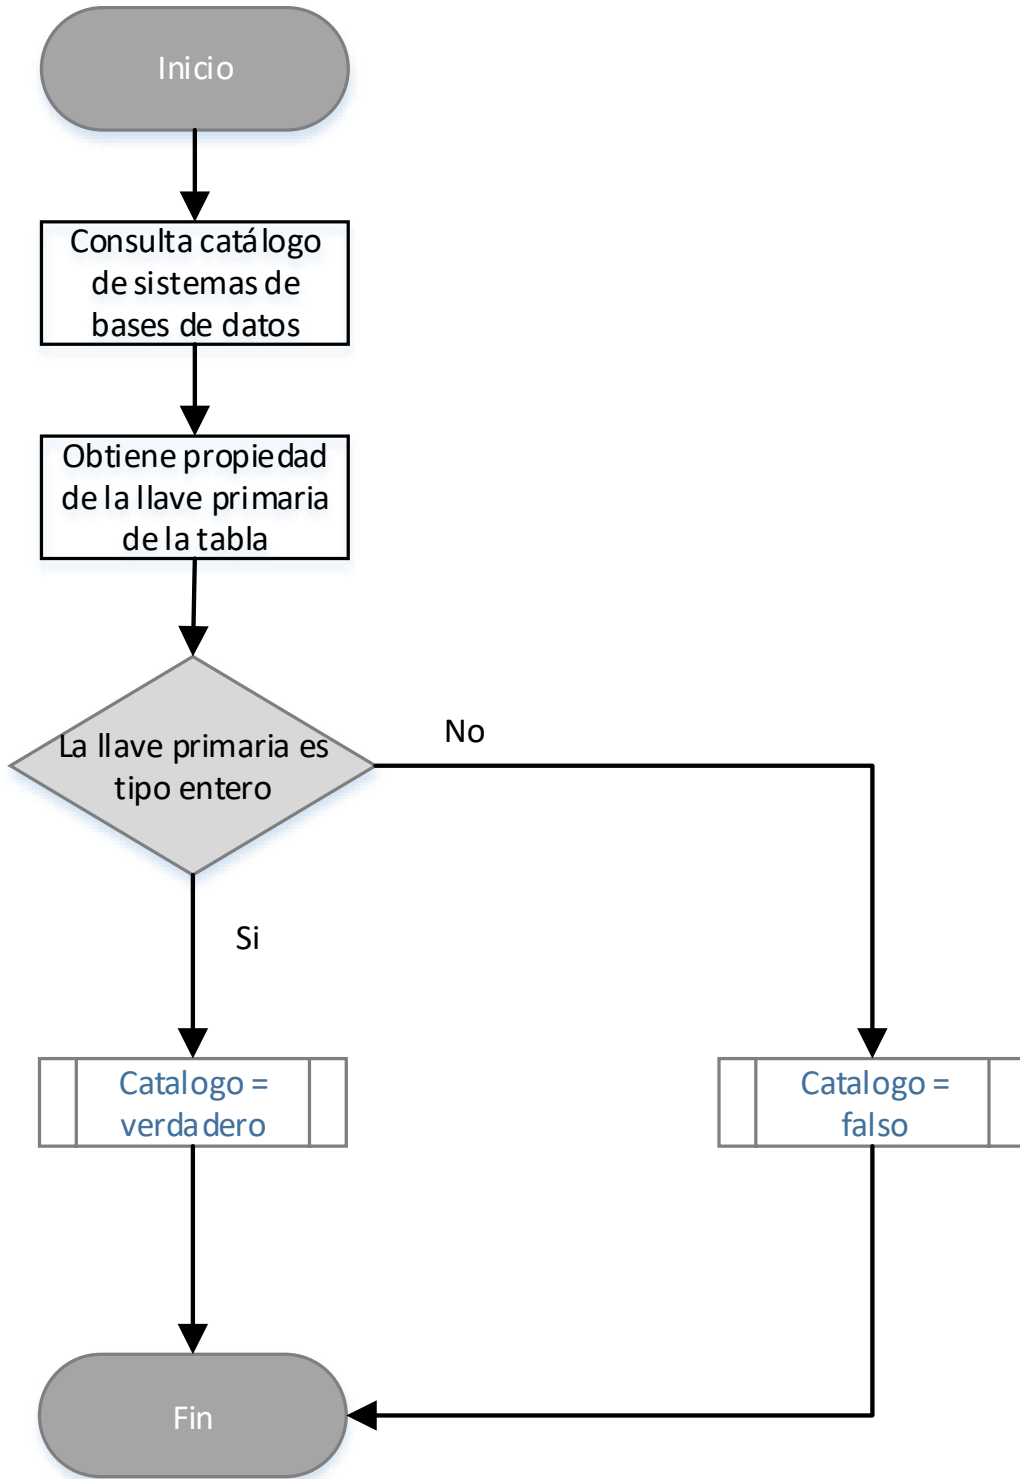 Inicio
Consulta catálogo
de sistemas de
bases de datos
Obtiene propiedad
de la llave primaria
de la tabla
La llave primaria es
tipo entero
No
Si
Catalogo =
verdadero
Catalogo =
falso
Fin